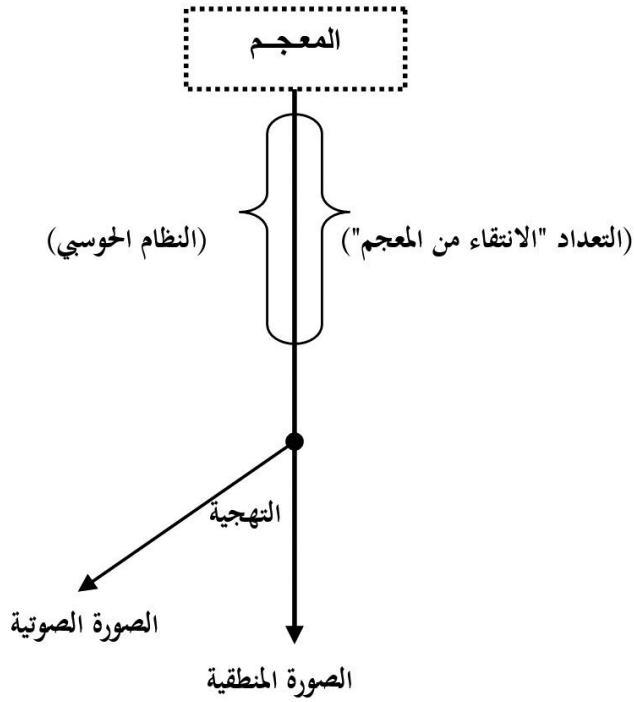 المعجم
(التعداد "الانتقاء من المعجم")
(النظام الحوسبي)
التهجية
الصورة الصوتية
الصورة المنطقية